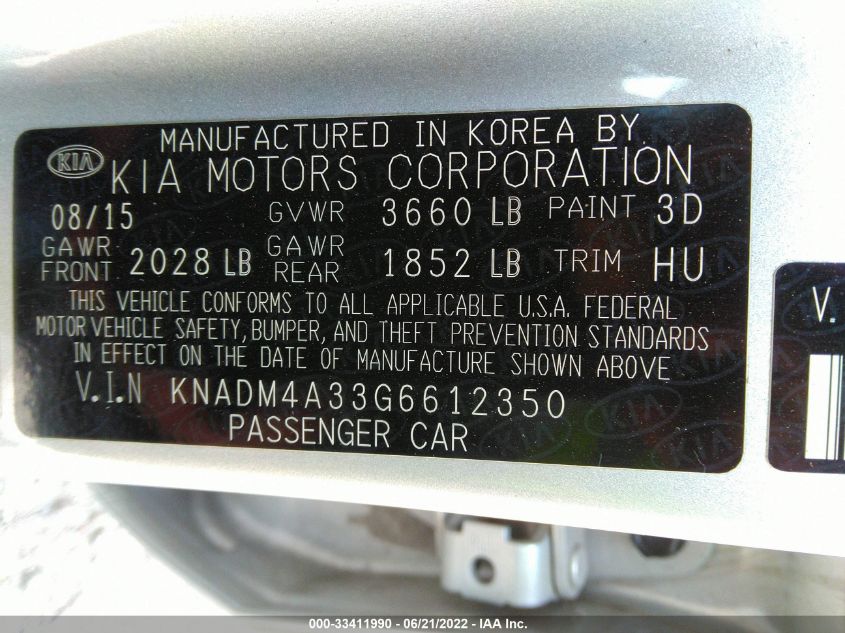 MANUFACTURED IN KOREA BY
KIA KIA MOTORS CORPORATION
08/15 GVWR 3660 LB PAINT 3D
GAWR FRONT 2028 LB GAWR REAR 1852 LB TRIM HU
THIS VEHICLE CONFORMS TO ALL APPLICABLE U.S.A. FEDERAL
MOTOR VEHICLE SAFETY, BUMPER, AND THEFT PREVENTION STANDARDS
IN EFFECT ON THE DATE OF MANUFACTURE SHOWN ABOVE
V.I.N KNADM4A33G6612350
PASSENGER CAR
V.
000-33411990 - 06/21/2022 - IAA Inc.